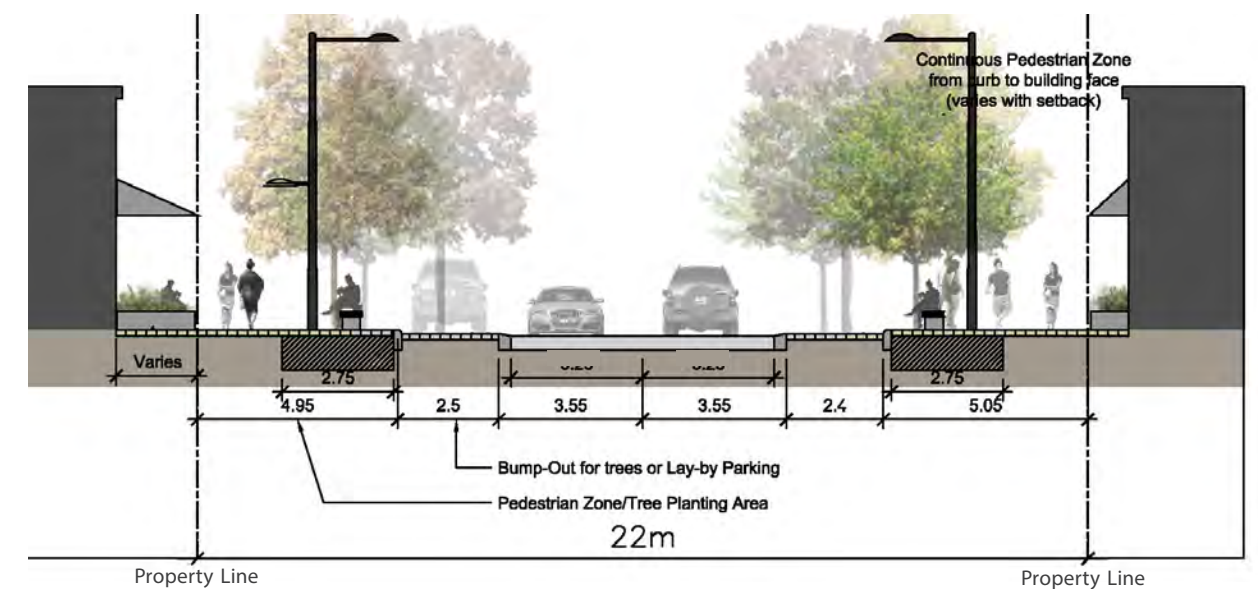 Continuous Pedestrian Zone
from curb to building face
(varies with setback)
Varies
2.75
2.75
4.95
2.5
3.55
3.55
2.4
5.05
Bump-Out for trees or Lay-by Parking
Pedestrian Zone/Tree Planting Area
22m
Property Line
Property Line